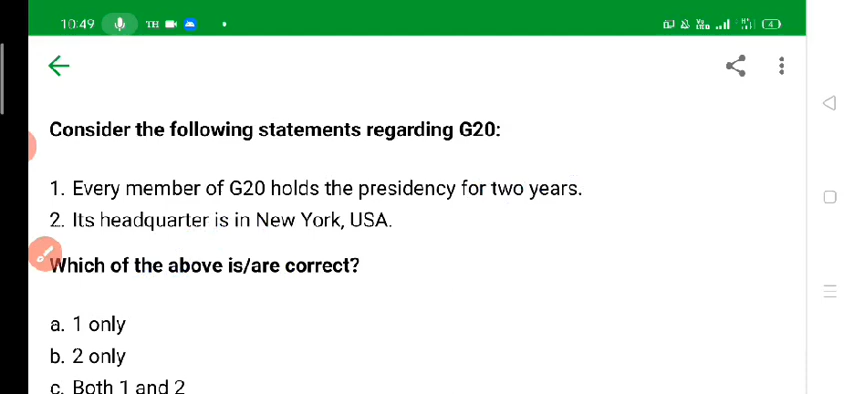 10:49 TH
Consider the following statements regarding G20:
1. Every member of G20 holds the presidency for two years.
2. Its headquarter is in New York, USA.
Which of the above is/are correct?
a. 1 only
b. 2 only
c. Both 1 and 2